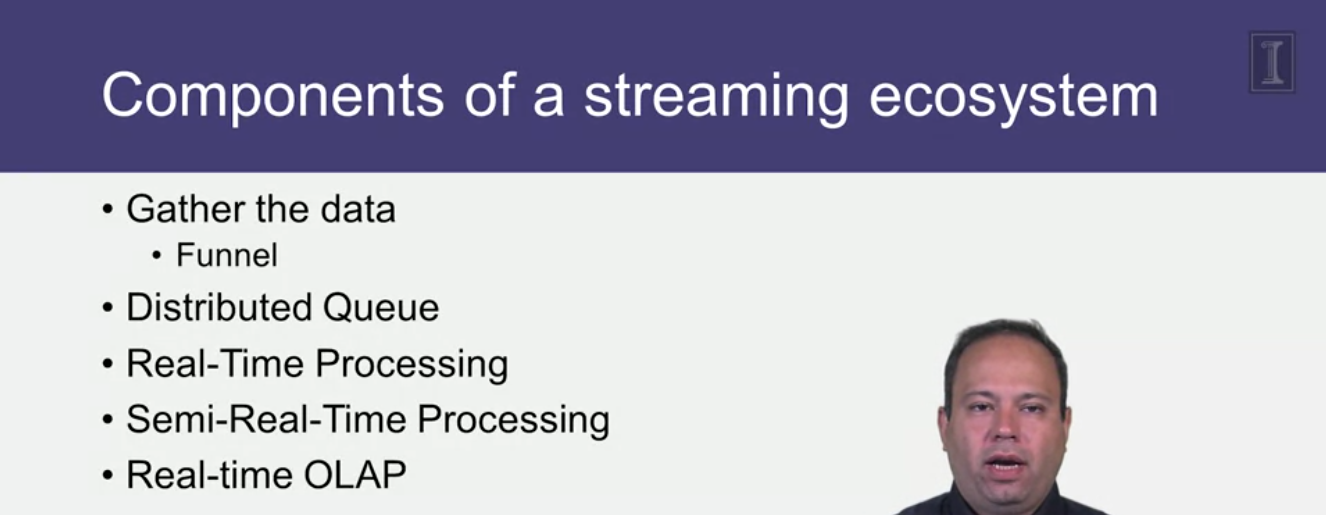 Components of a streaming ecosystem
• Gather the data
• Funnel
• Distributed Queue
• Real-Time Processing
• Semi-Real-Time Processing
• Real-time OLAP